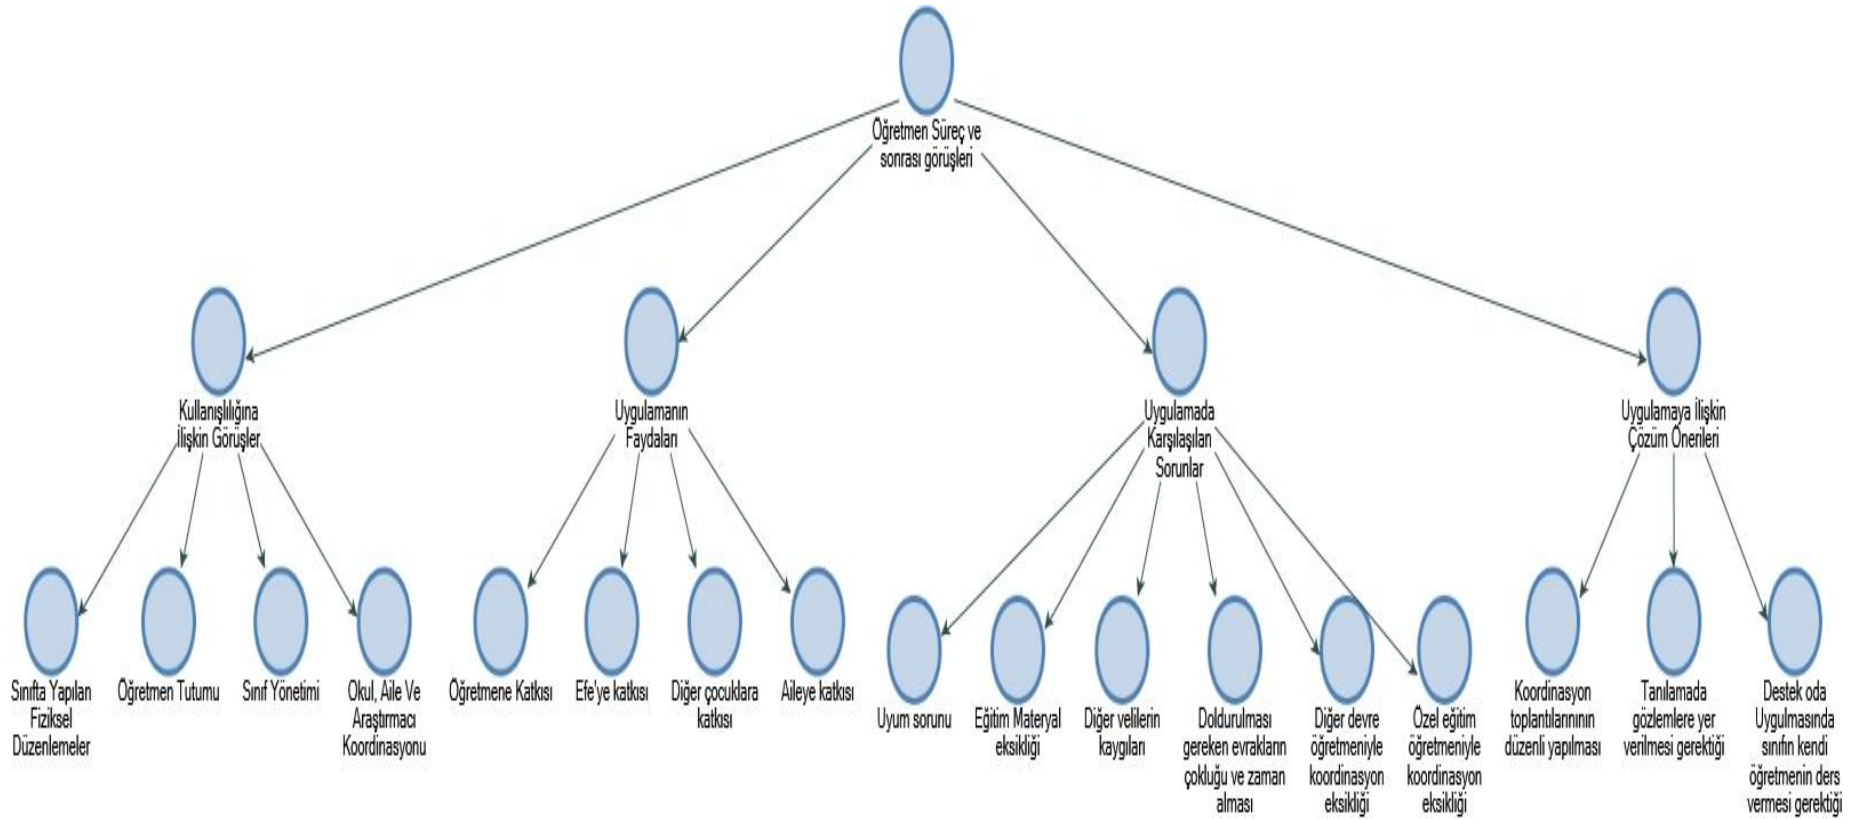 Öğretmen Süreç ve
sonrası görüşleri
Kullanışlılığına
İlişkin Görüşler
Uygulamanın
Faydaları
Uygulamada
Karşılaşılan
Sorunlar
Uygulamaya İlişkin
Çözüm Önerileri
Sınıfta Yapılan
Fiziksel
Düzenlemeler
Öğretmen Tutumu
Sınıf Yönetimi
Okul, Aile Ve
Araştırmacı
Koordinasyonu
Öğretmene Katkısı
Efe'ye katkısı
Diğer çocuklara
katkısı
Aileye katkısı
Uyum sorunu
Eğitim Materyal
eksikliği
Diğer velilerin
kaygıları
Doldurulması
gereken evrakların
çokluğu ve zaman
alması
Diğer devre
öğretmeniyle
koordinasyon
eksikliği
Özel eğitim
öğretmeniyle
koordinasyon
eksikliği
Koordinasyon
toplantılarınının
düzenli yapılması
Tanılamada
gözlemlere yer
verilmesi gerektiği
Destek oda
Uygulmasında
sınıfın kendi
öğretmenin ders
vermesi gerektiği